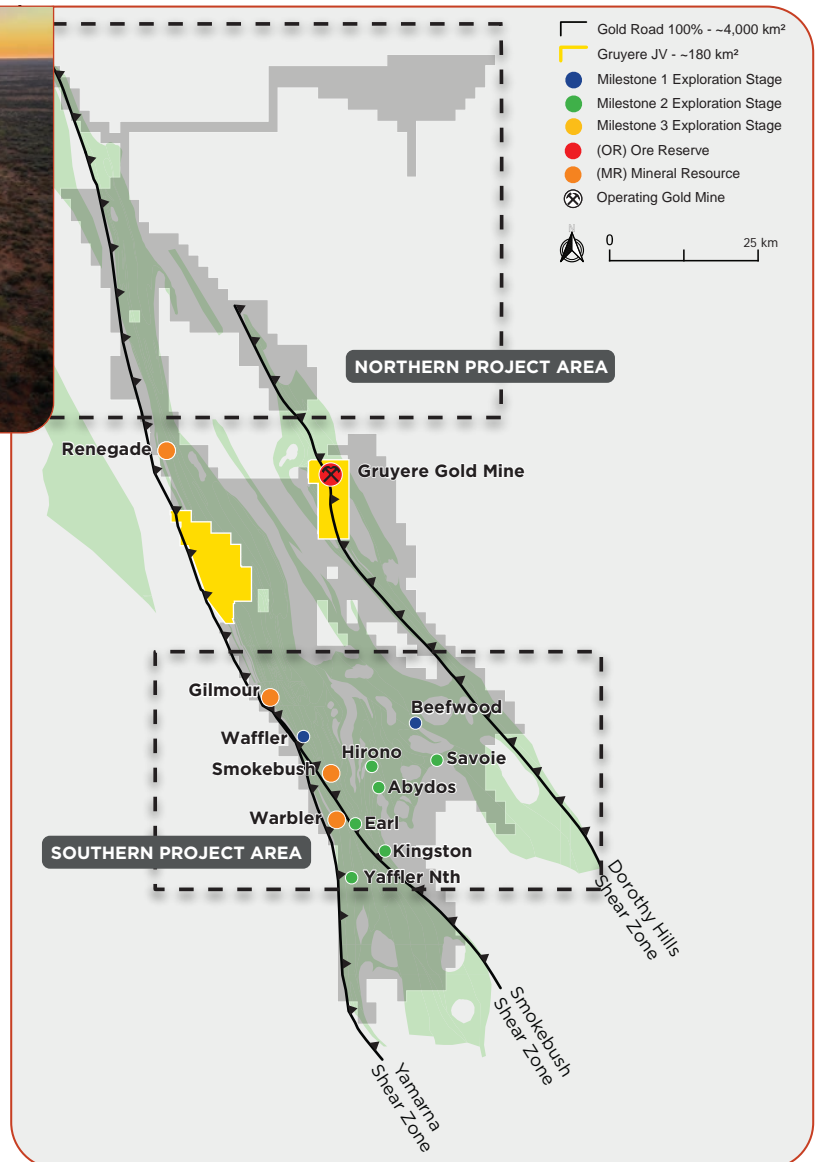 Gold Road 100% - ~4,000 km²
Gruyere JV - ~180 km²
Milestone 1 Exploration Stage
Milestone 2 Exploration Stage
Milestone 3 Exploration Stage
(OR) Ore Reserve
(MR) Mineral Resource
Operating Gold Mine
N
0
25 km
NORTHERN PROJECT AREA
Renegade
Gruyere Gold Mine
Gilmour
Beefwood
Waffler
Hirono
Savoie
Smokebush
Abydos
Warbler
Earl
SOUTHERN PROJECT AREA
Kingston
Yaffler Nth
Dorothy Hills
Shear Zone
Smokebush
Shear Zone
Yamarna
Shear Zone